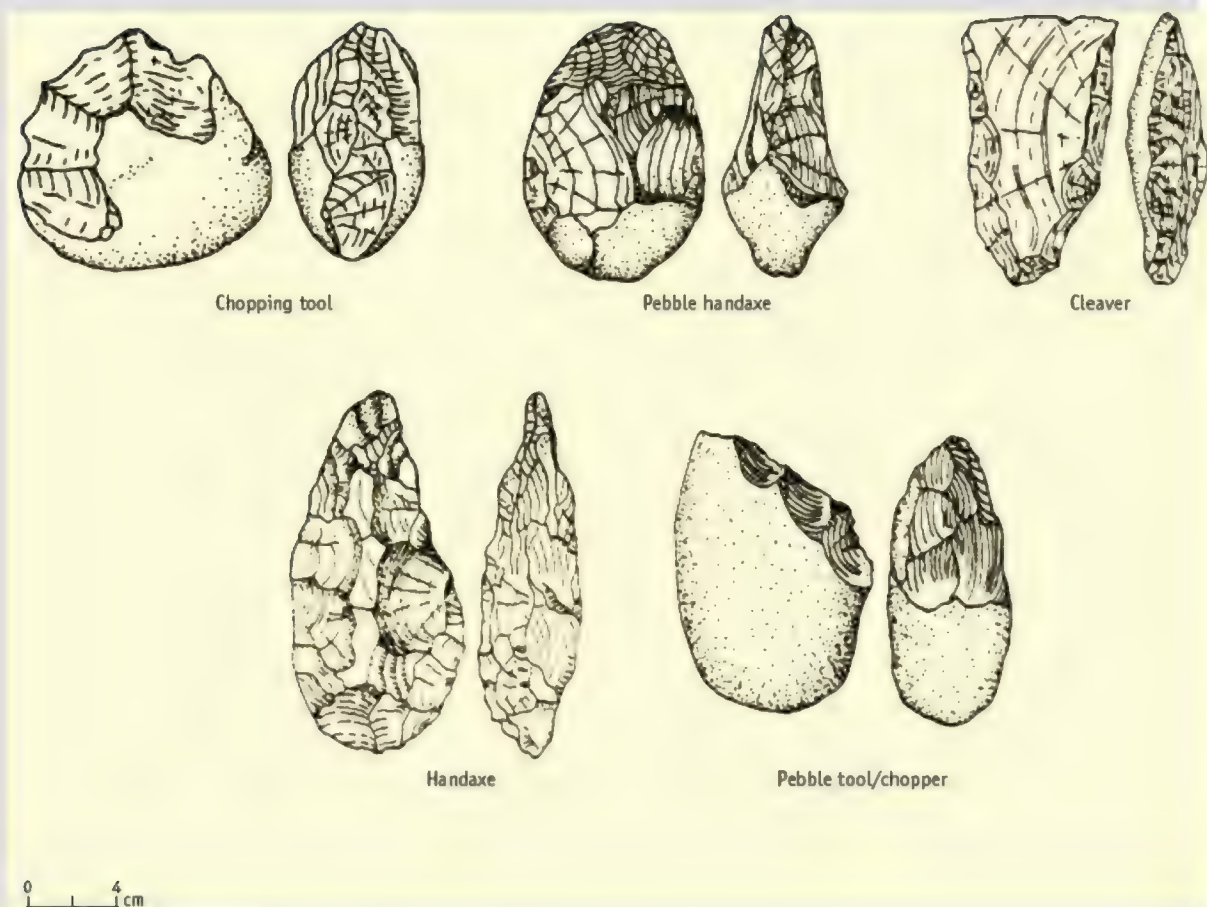 Chopping tool
Pebble handaxe
Cleaver
Handaxe
Pebble tool/chopper
0 4
cm